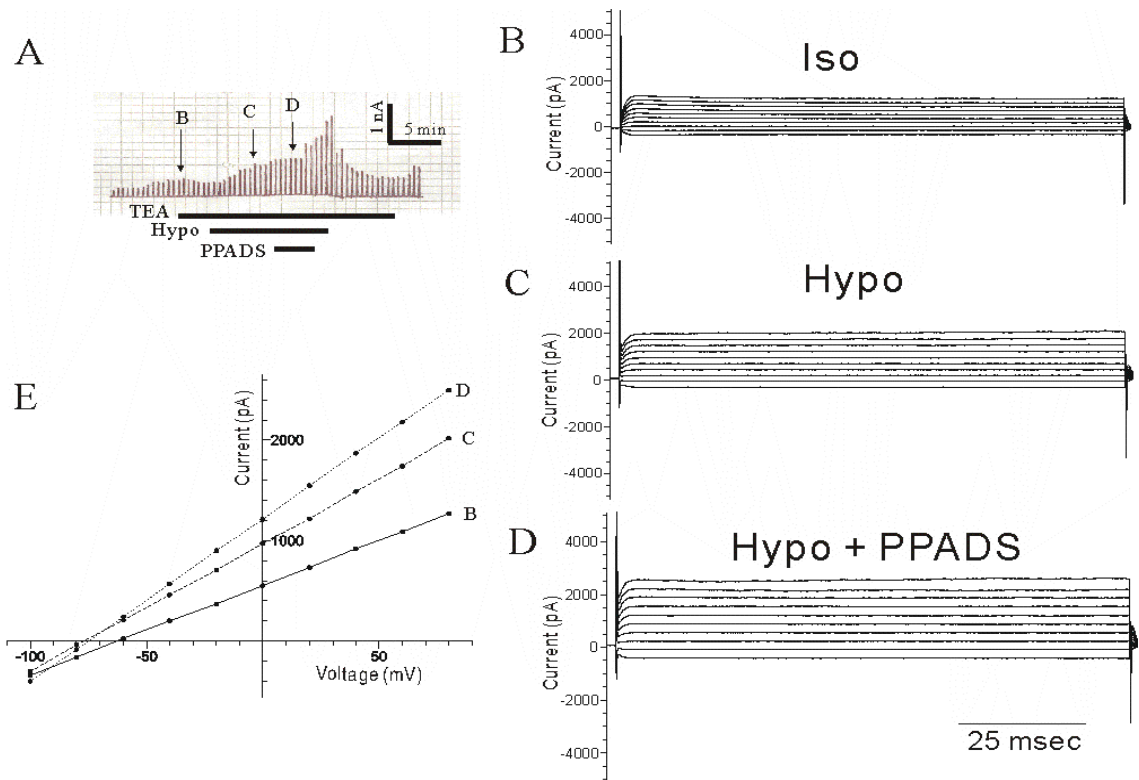 A
B
C
D
1 nA
5 min
TEA
Hypo
PPADS
B
Iso
Current (pA)
4000
2000
0
-2000
-4000
C
Hypo
Current (pA)
4000
2000
0
-2000
-4000
D
Hypo + PPADS
Current (pA)
4000
2000
0
-2000
-4000
25 msec
E
Current (pA)
2000
1000
-100
-50
50
Voltage (mV)
D
C
B